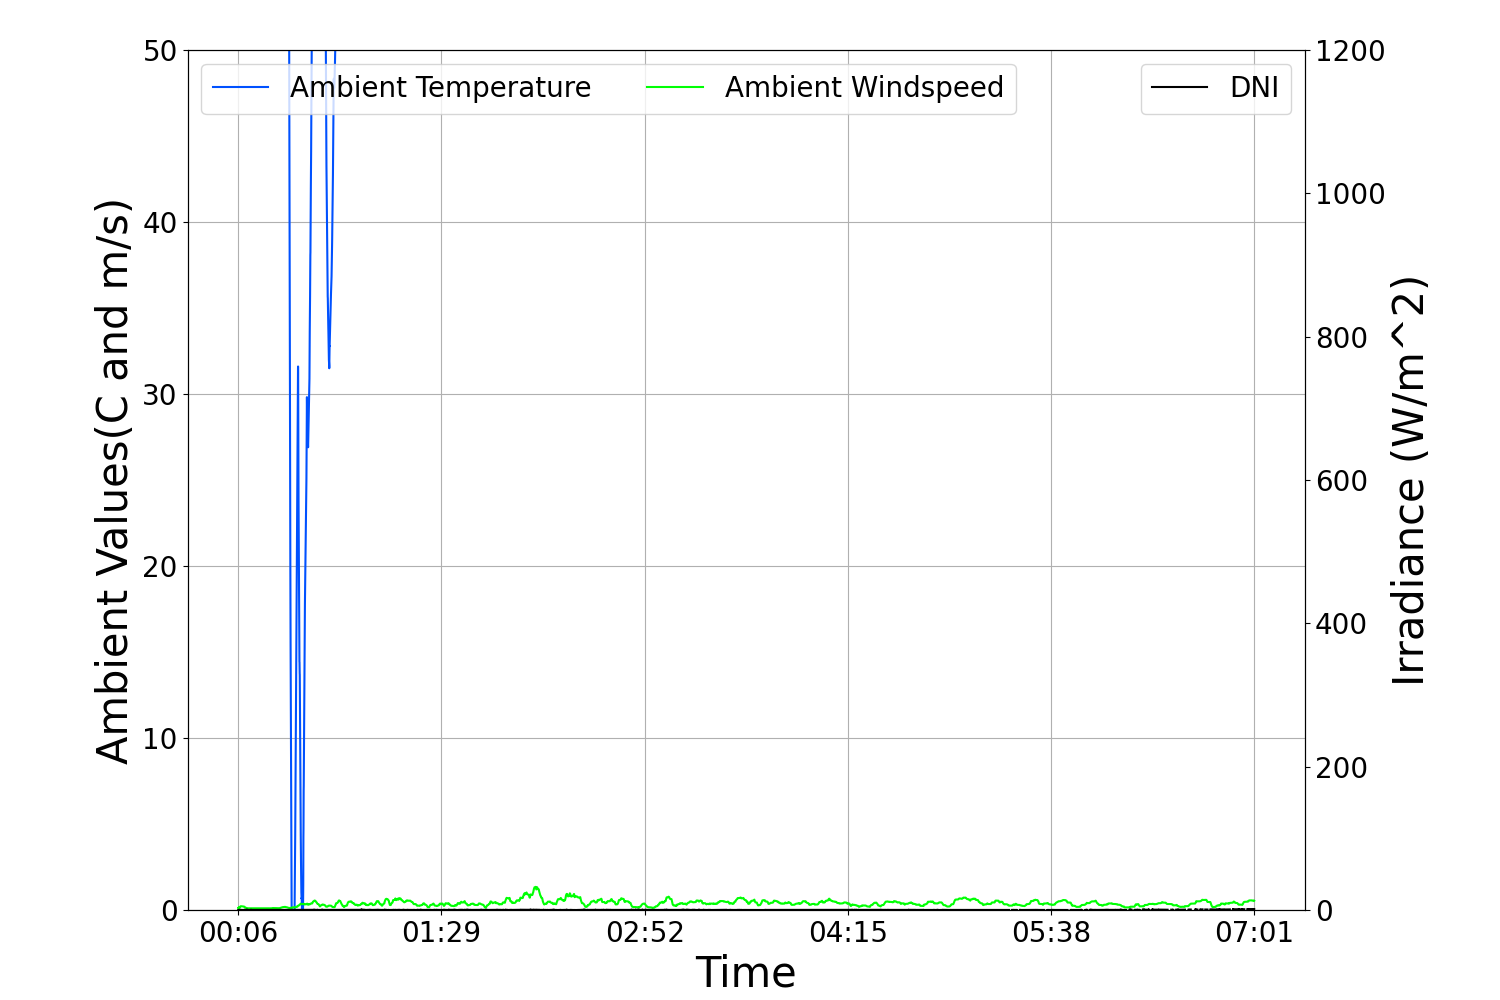 50
40
30
20
10
0
Ambient Values(C and m/s)
Ambient Temperature
Ambient Windspeed
DNI
1200
1000
800
600
400
200
0
Irradiance (W/m^2)
00:06 01:29 02:52 04:15 05:38 07:01
Time